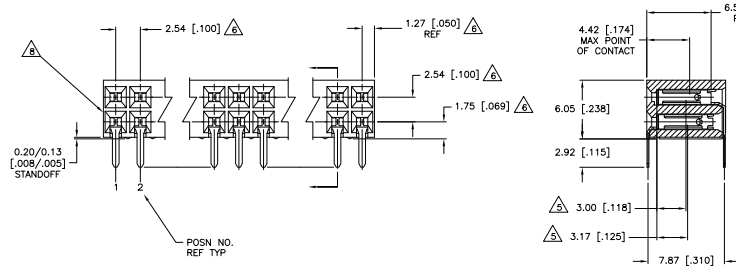 8
2.54 [.100] 6
1.27 [.050] 6
REF
2.54 [.100] 6
1.75 [.069] 6
0.20/0.13
[.008/.005]
STANDOFF
1 2
POSN NO.
REF TYP
4.42 [.174]
MAX POINT
OF CONTACT
6.05 [.238]
2.92 [.115]
5 3.00 [.118]
5 3.17 [.125]
7.87 [.310]